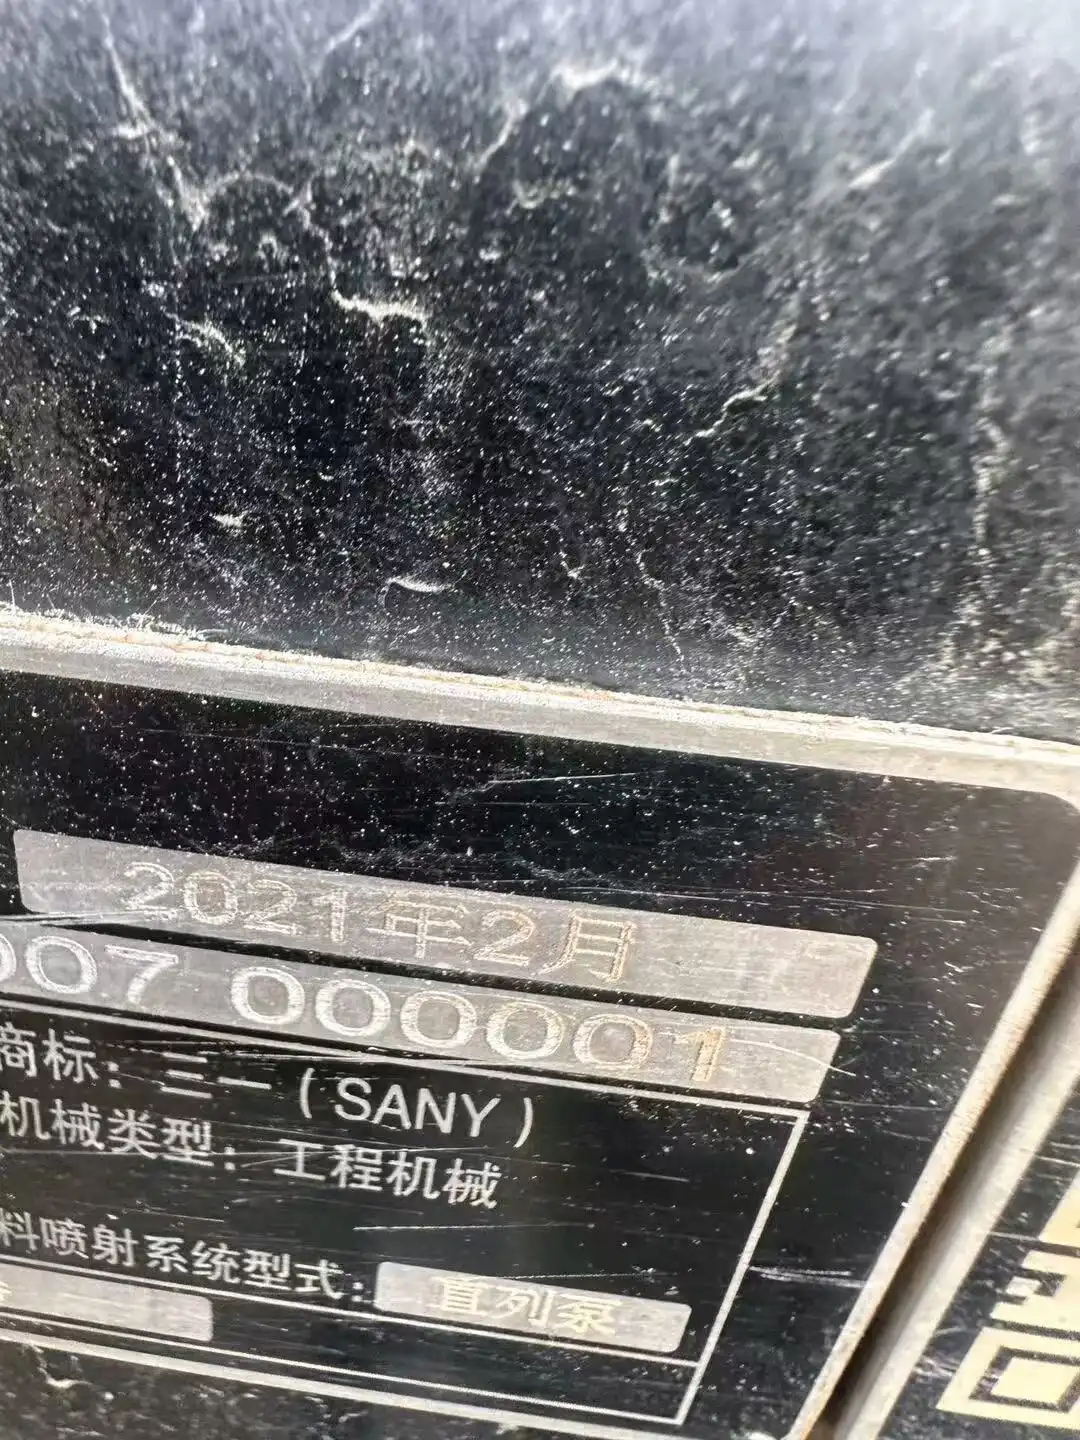 2021年2月
007 000001
商标：三一（SANY）
机械类型：工程机械
料喷射系统型式：直列泵